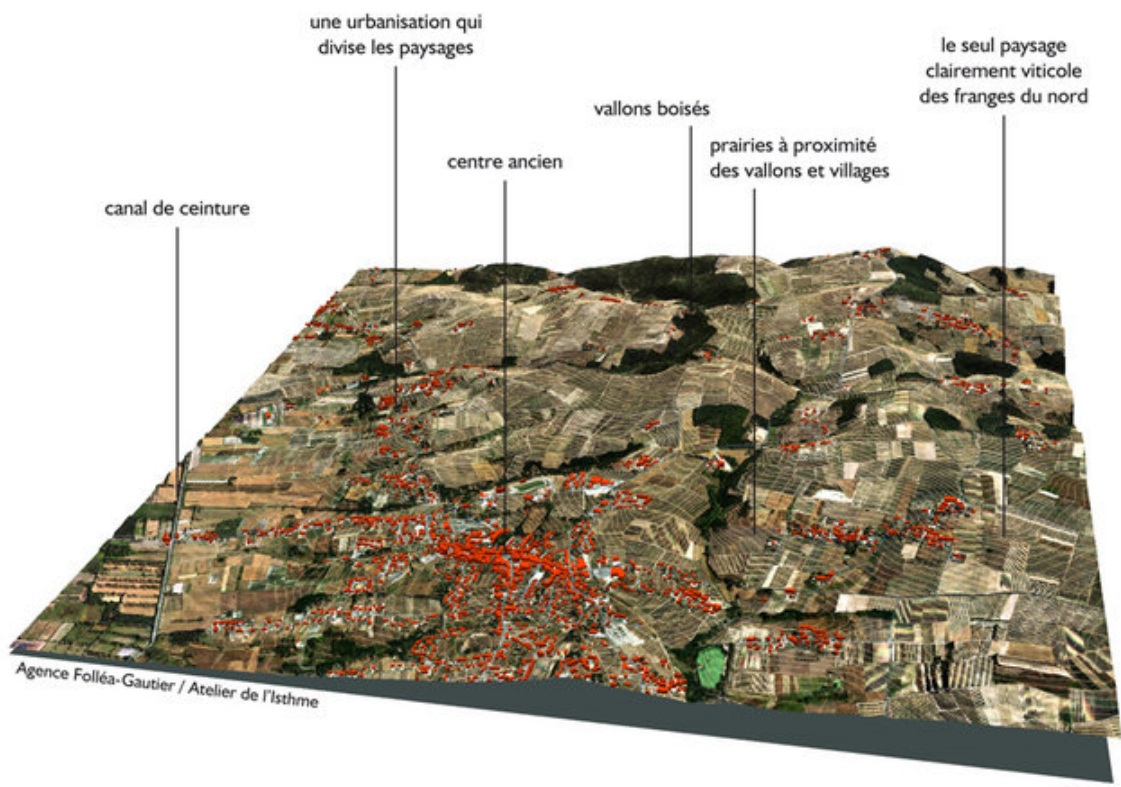 une urbanisation qui
divise les paysages
le seul paysage
clairement viticole
des franges du nord
vallons boisés
prairies à proximité
des vallons et villages
centre ancien
canal de ceinture
Agence Folléa-Gautier / Atelier de l'Isthme